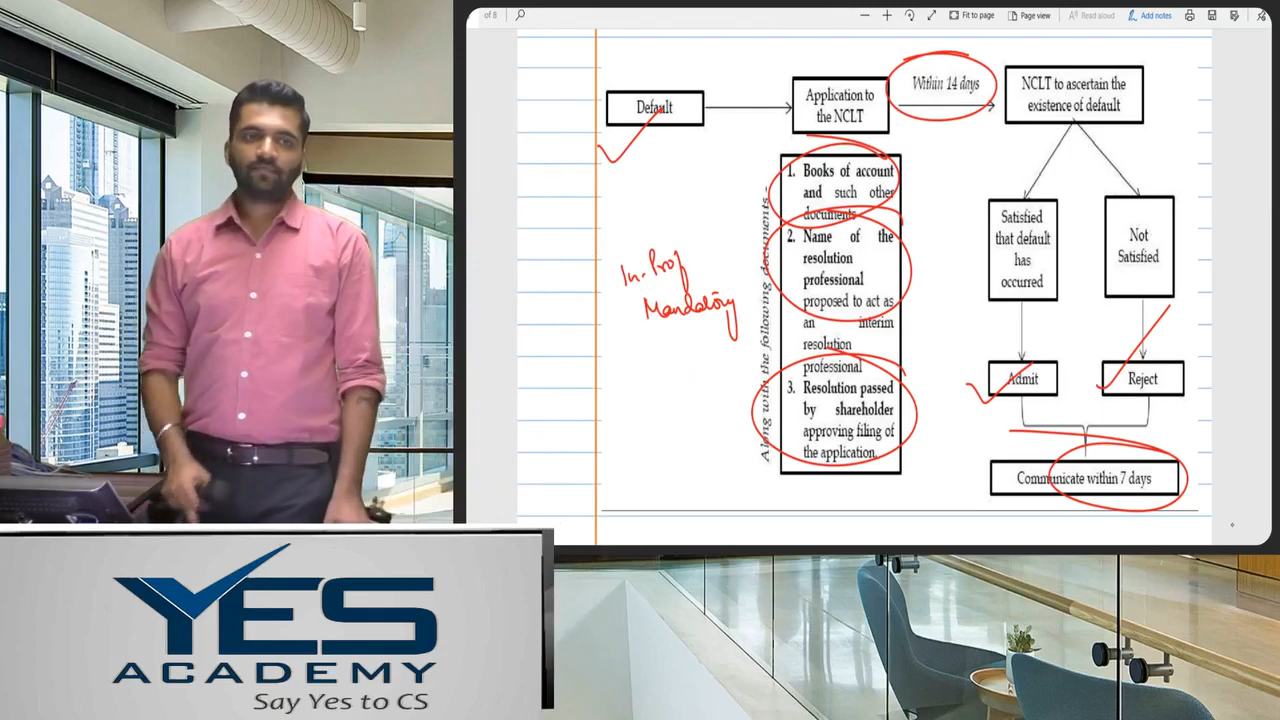 of 8
Fit to page
Page view
Read aloud
Add notes
Default
Application to
the NCLT
Within 14 days
NCLT to ascertain the
existence of default
Along with the following documents-
1. Books of account
and such other
documents
2. Name of the
resolution
professional
proposed to act as
an interim
resolution
professional
3. Resolution passed
by shareholder
approving filing of
the application.
In. Prof
Mandatory
Satisfied
that default
has
occurred
Not
Satisfied
Admit
Reject
Communicate within 7 days
YES
ACADEMY
Say Yes to CS